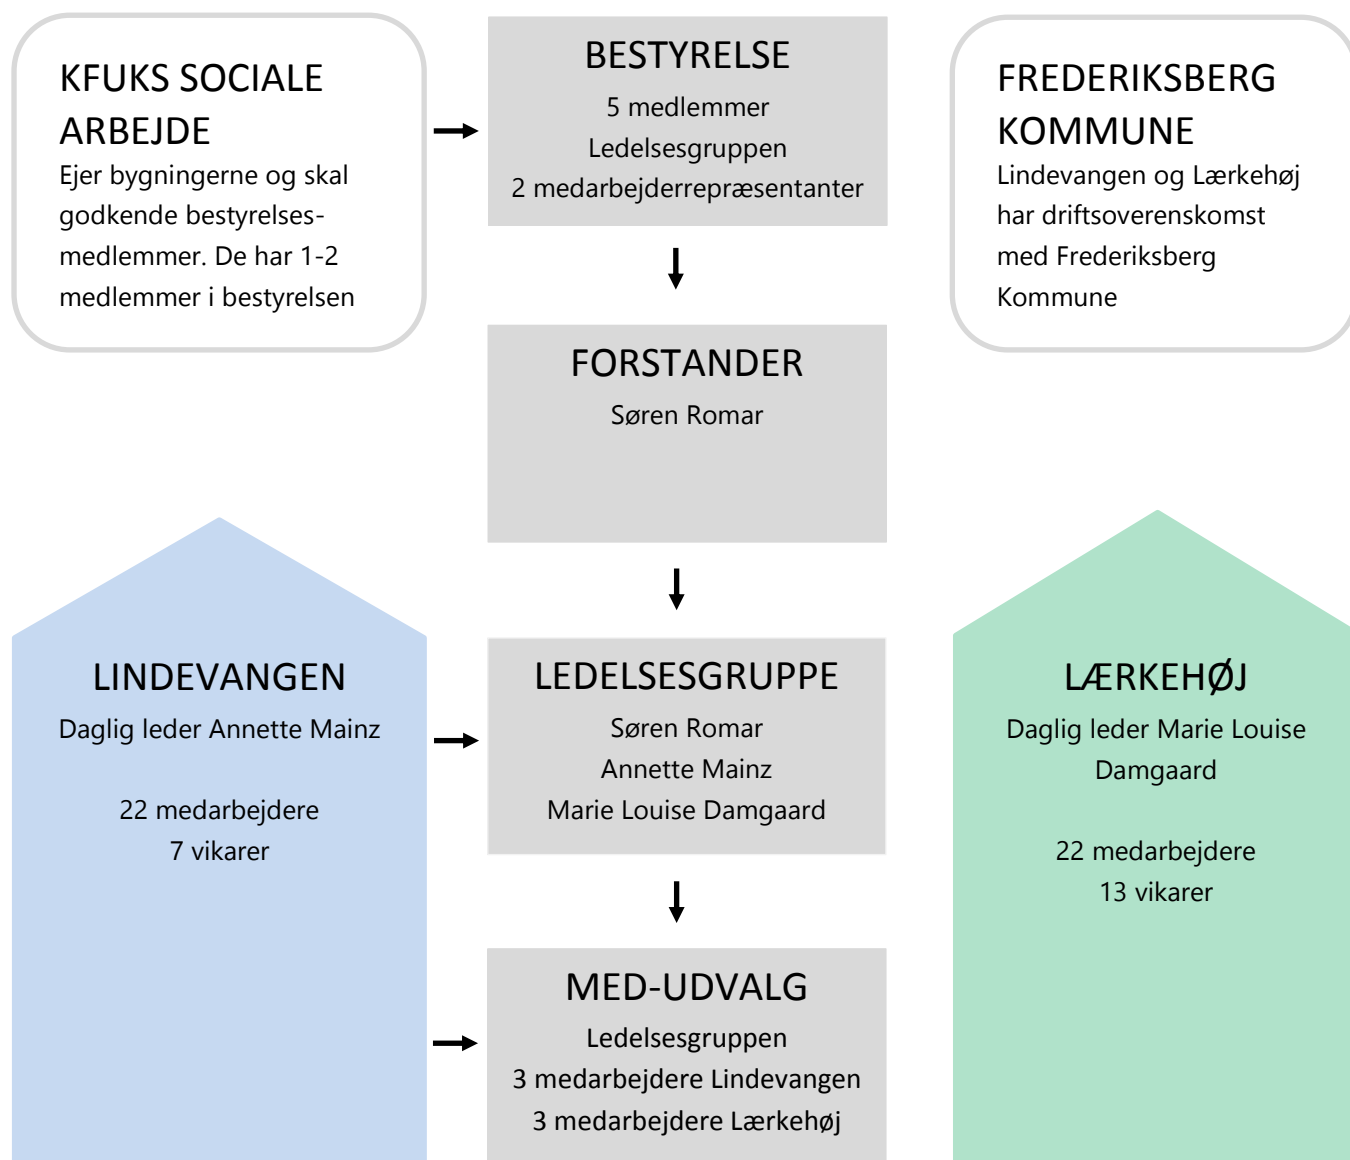 KFUKS SOCIALE
ARBEJDE
Ejer bygningerne og skal
godkende bestyrelses-
medlemmer. De har 1-2
medlemmer i bestyrelsen
BESTYRELSE
5 medlemmer
Ledelsesgruppen
2 medarbejderrepræsentanter
FREDERIKSBERG
KOMMUNE
Lindevangen og Lærkehøj
har driftsoverenskomst
med Frederiksberg
Kommune
FORSTANDER
Søren Romar
LINDEVANGEN
Daglig leder Annette Mainz
22 medarbejdere
7 vikarer
LEDELSESGRUPPE
Søren Romar
Annette Mainz
Marie Louise Damgaard
LÆRKEHØJ
Daglig leder Marie Louise
Damgaard
22 medarbejdere
13 vikarer
MED-UDVALG
Ledelsesgruppen
3 medarbejdere Lindevangen
3 medarbejdere Lærkehøj